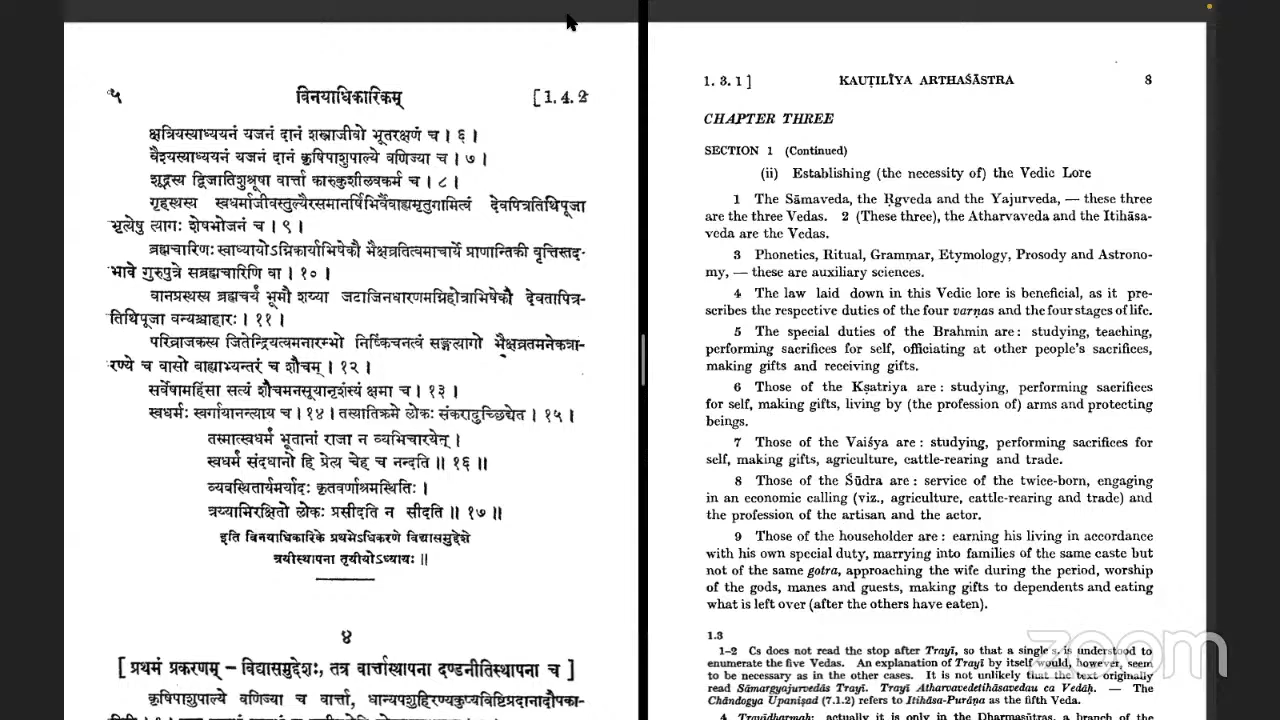 ५ विनयाधिकारिकम् [ 1. 4. 2
क्षत्रियस्याध्ययनं यजनं दानं शस्त्राजीवो भूतरक्षणं च । ६ ।
वैश्यस्याध्ययनं यजनं दानं कृषिपाशुपाल्ये वणिज्या च । ७ ।
शूद्रस्य द्विजातिशुश्रूषा वार्त्ता कारुकुशीलवकर्म च । ८ ।
गृहस्थस्य स्वधर्माजीवस्तुल्यैरसमानर्षिभिर्वैवाह्यमृतुगामित्वं देवपित्रतिथिपूजा
भृत्येषु त्यागः शेषभोजनं च । ९ ।
ब्रह्मचारिणः स्वाध्यायोऽग्निकार्याभिषेकौ भैक्षव्रतित्वमाचार्ये प्राणान्तिकी वृत्तिस्तद-
भावे गुरुपुत्रे सब्रह्मचारिणि वा । १० ।
वानप्रस्थस्य ब्रह्मचर्यं भूमौ शय्या जटाजिनधारणमग्निहोत्राभिषेकौ देवतापित्र-
तिथिपूजा वन्यश्चाहारः । ११ ।
परिव्राजकस्य जितेन्द्रियत्वमनारम्भो निष्किंचनत्वं सङ्गत्यागो भैक्षव्रतमनेकत्रा-
रण्ये च वासो बाह्याभ्यन्तरं च शौचम् । १२ ।
सर्वेषामहिंसा सत्यं शौचमनसूयानृशंस्यं क्षमा च । १३ ।
स्वधर्मः स्वर्गायानन्त्याय च । १४ । तस्यातिक्रमे लोकः संकरादुच्छिद्येत । १५ ।
तस्मात्स्वधर्मं भूतानां राजा न व्यभिचारयेत् ।
स्वधर्मं संदधानो हि प्रेत्य चेह च नन्दति ॥ १६ ॥
व्यवस्थितार्यमर्यादः कृतवर्णाश्रमस्थितिः ।
त्रय्याभिरक्षितो लोकः प्रसीदति न सीदति ॥ १७ ॥
इति विनयाधिकारिके प्रथमेऽधिकरणे विद्यासमुद्देशे
त्रयीस्थापना तृतीयोऽध्यायः ॥
४
[ प्रथमं प्रकरणम् – विद्यासमुद्देशः, तत्र वार्त्तास्थापना दण्डनीतिस्थापना च ]
कृषिपाशुपाल्ये वणिज्या च वार्त्ता, धान्यपशुहिरण्यकुप्यविष्टिप्रदानादौपका-
1. 3. 1 ] KAUṬILĪYA ARTHAŚĀSTRA 8
CHAPTER THREE
SECTION 1 (Continued)
(ii) Establishing (the necessity of) the Vedic Lore
1 The Sāmaveda, the Ṛgveda and the Yajurveda, — these three
are the three Vedas. 2 (These three), the Atharvaveda and the Itihāsa-
veda are the Vedas.
3 Phonetics, Ritual, Grammar, Etymology, Prosody and Astrono-
my, — these are auxiliary sciences.
4 The law laid down in this Vedic lore is beneficial, as it pre-
scribes the respective duties of the four varṇas and the four stages of life.
5 The special duties of the Brahmin are : studying, teaching,
performing sacrifices for self, officiating at other people's sacrifices,
making gifts and receiving gifts.
6 Those of the Kṣatriya are : studying, performing sacrifices
for self, making gifts, living by (the profession of) arms and protecting
beings.
7 Those of the Vaiśya are : studying, performing sacrifices for
self, making gifts, agriculture, cattle-rearing and trade.
8 Those of the Śūdra are : service of the twice-born, engaging
in an economic calling (viz., agriculture, cattle-rearing and trade) and
the profession of the artisan and the actor.
9 Those of the householder are : earning his living in accordance
with his own special duty, marrying into families of the same caste but
not of the same gotra, approaching the wife during the period, worship
of the gods, manes and guests, making gifts to dependents and eating
what is left over (after the others have eaten).
1.3
1-2 Cs does not read the stop after Trayī, so that a single s. is understood to
enumerate the five Vedas. An explanation of Trayī by itself would, however, seem
to be necessary as in the other cases. It is not unlikely that the text originally
read Sāmargyajurvedās Trayī. Trayī Atharvavedetihāsavedau ca Vedāḥ. — The
Chāndogya Upaniṣad (7.1.2) refers to Itihāsa-Purāṇa as the fifth Veda.
4 Trayīdharmaḥ: actually it is only in the Dharmasūtras, a branch of the
zoom